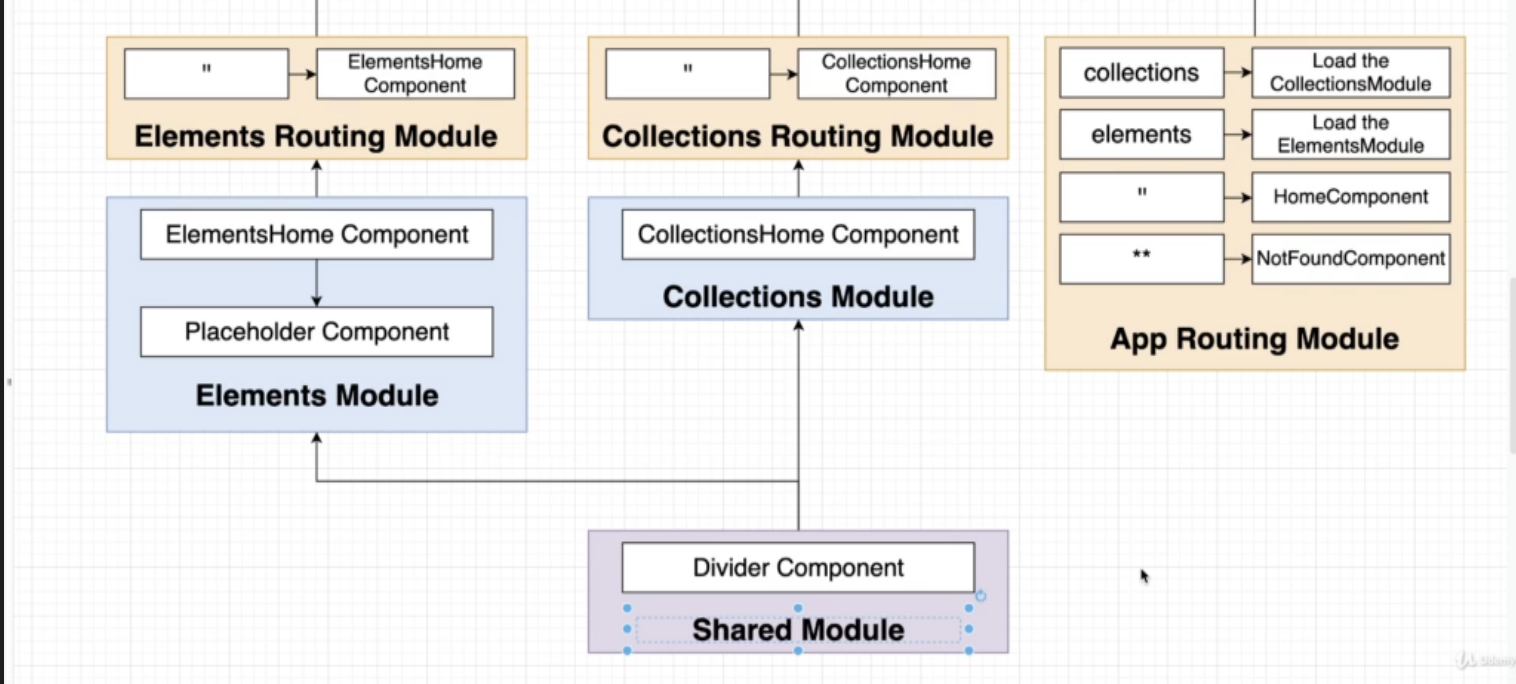 ''
ElementsHome
Component
Elements Routing Module
''
CollectionsHome
Component
Collections Routing Module
collections
Load the
CollectionsModule
elements
Load the
ElementsModule
''
HomeComponent
**
NotFoundComponent
App Routing Module
ElementsHome Component
Placeholder Component
Elements Module
CollectionsHome Component
Collections Module
Divider Component
Shared Module
Udemy